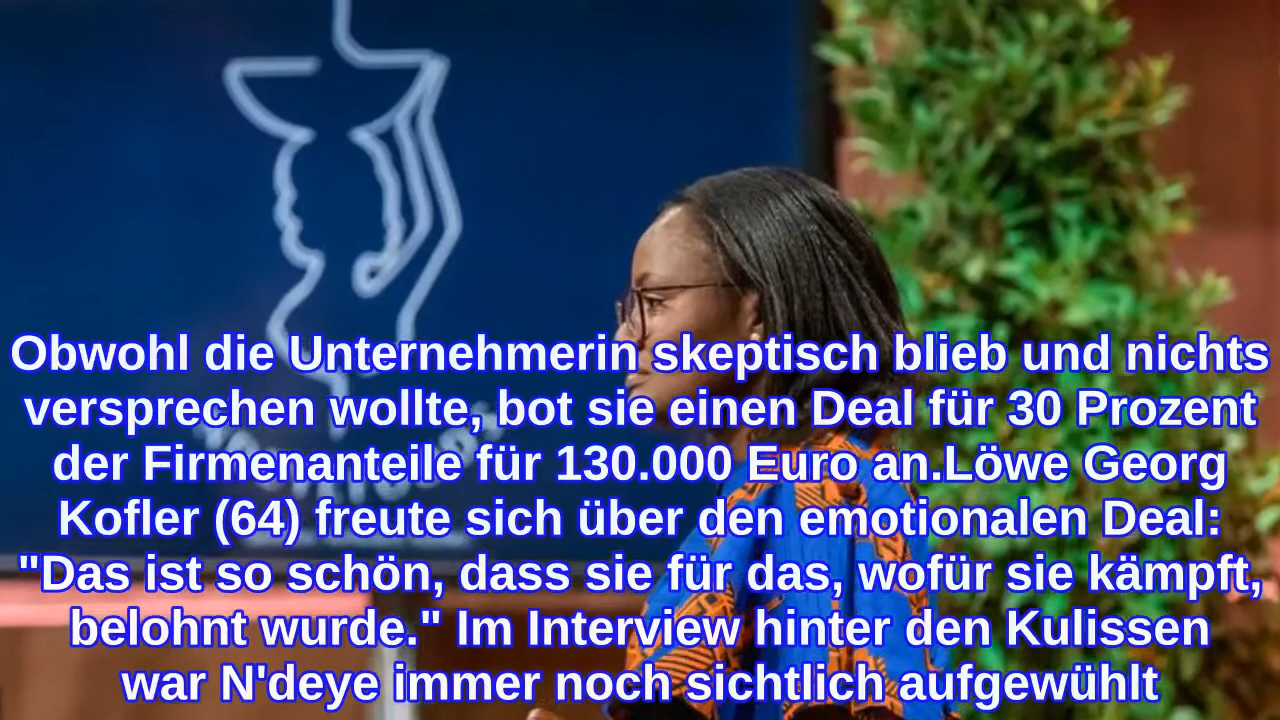 Obwohl die Unternehmerin skeptisch blieb und nichts
versprechen wollte, bot sie einen Deal für 30 Prozent
der Firmenanteile für 130.000 Euro an.Löwe Georg
Kofler (64) freute sich über den emotionalen Deal:
"Das ist so schön, dass sie für das, wofür sie kämpft,
belohnt wurde." Im Interview hinter den Kulissen
war N'deye immer noch sichtlich aufgewühlt